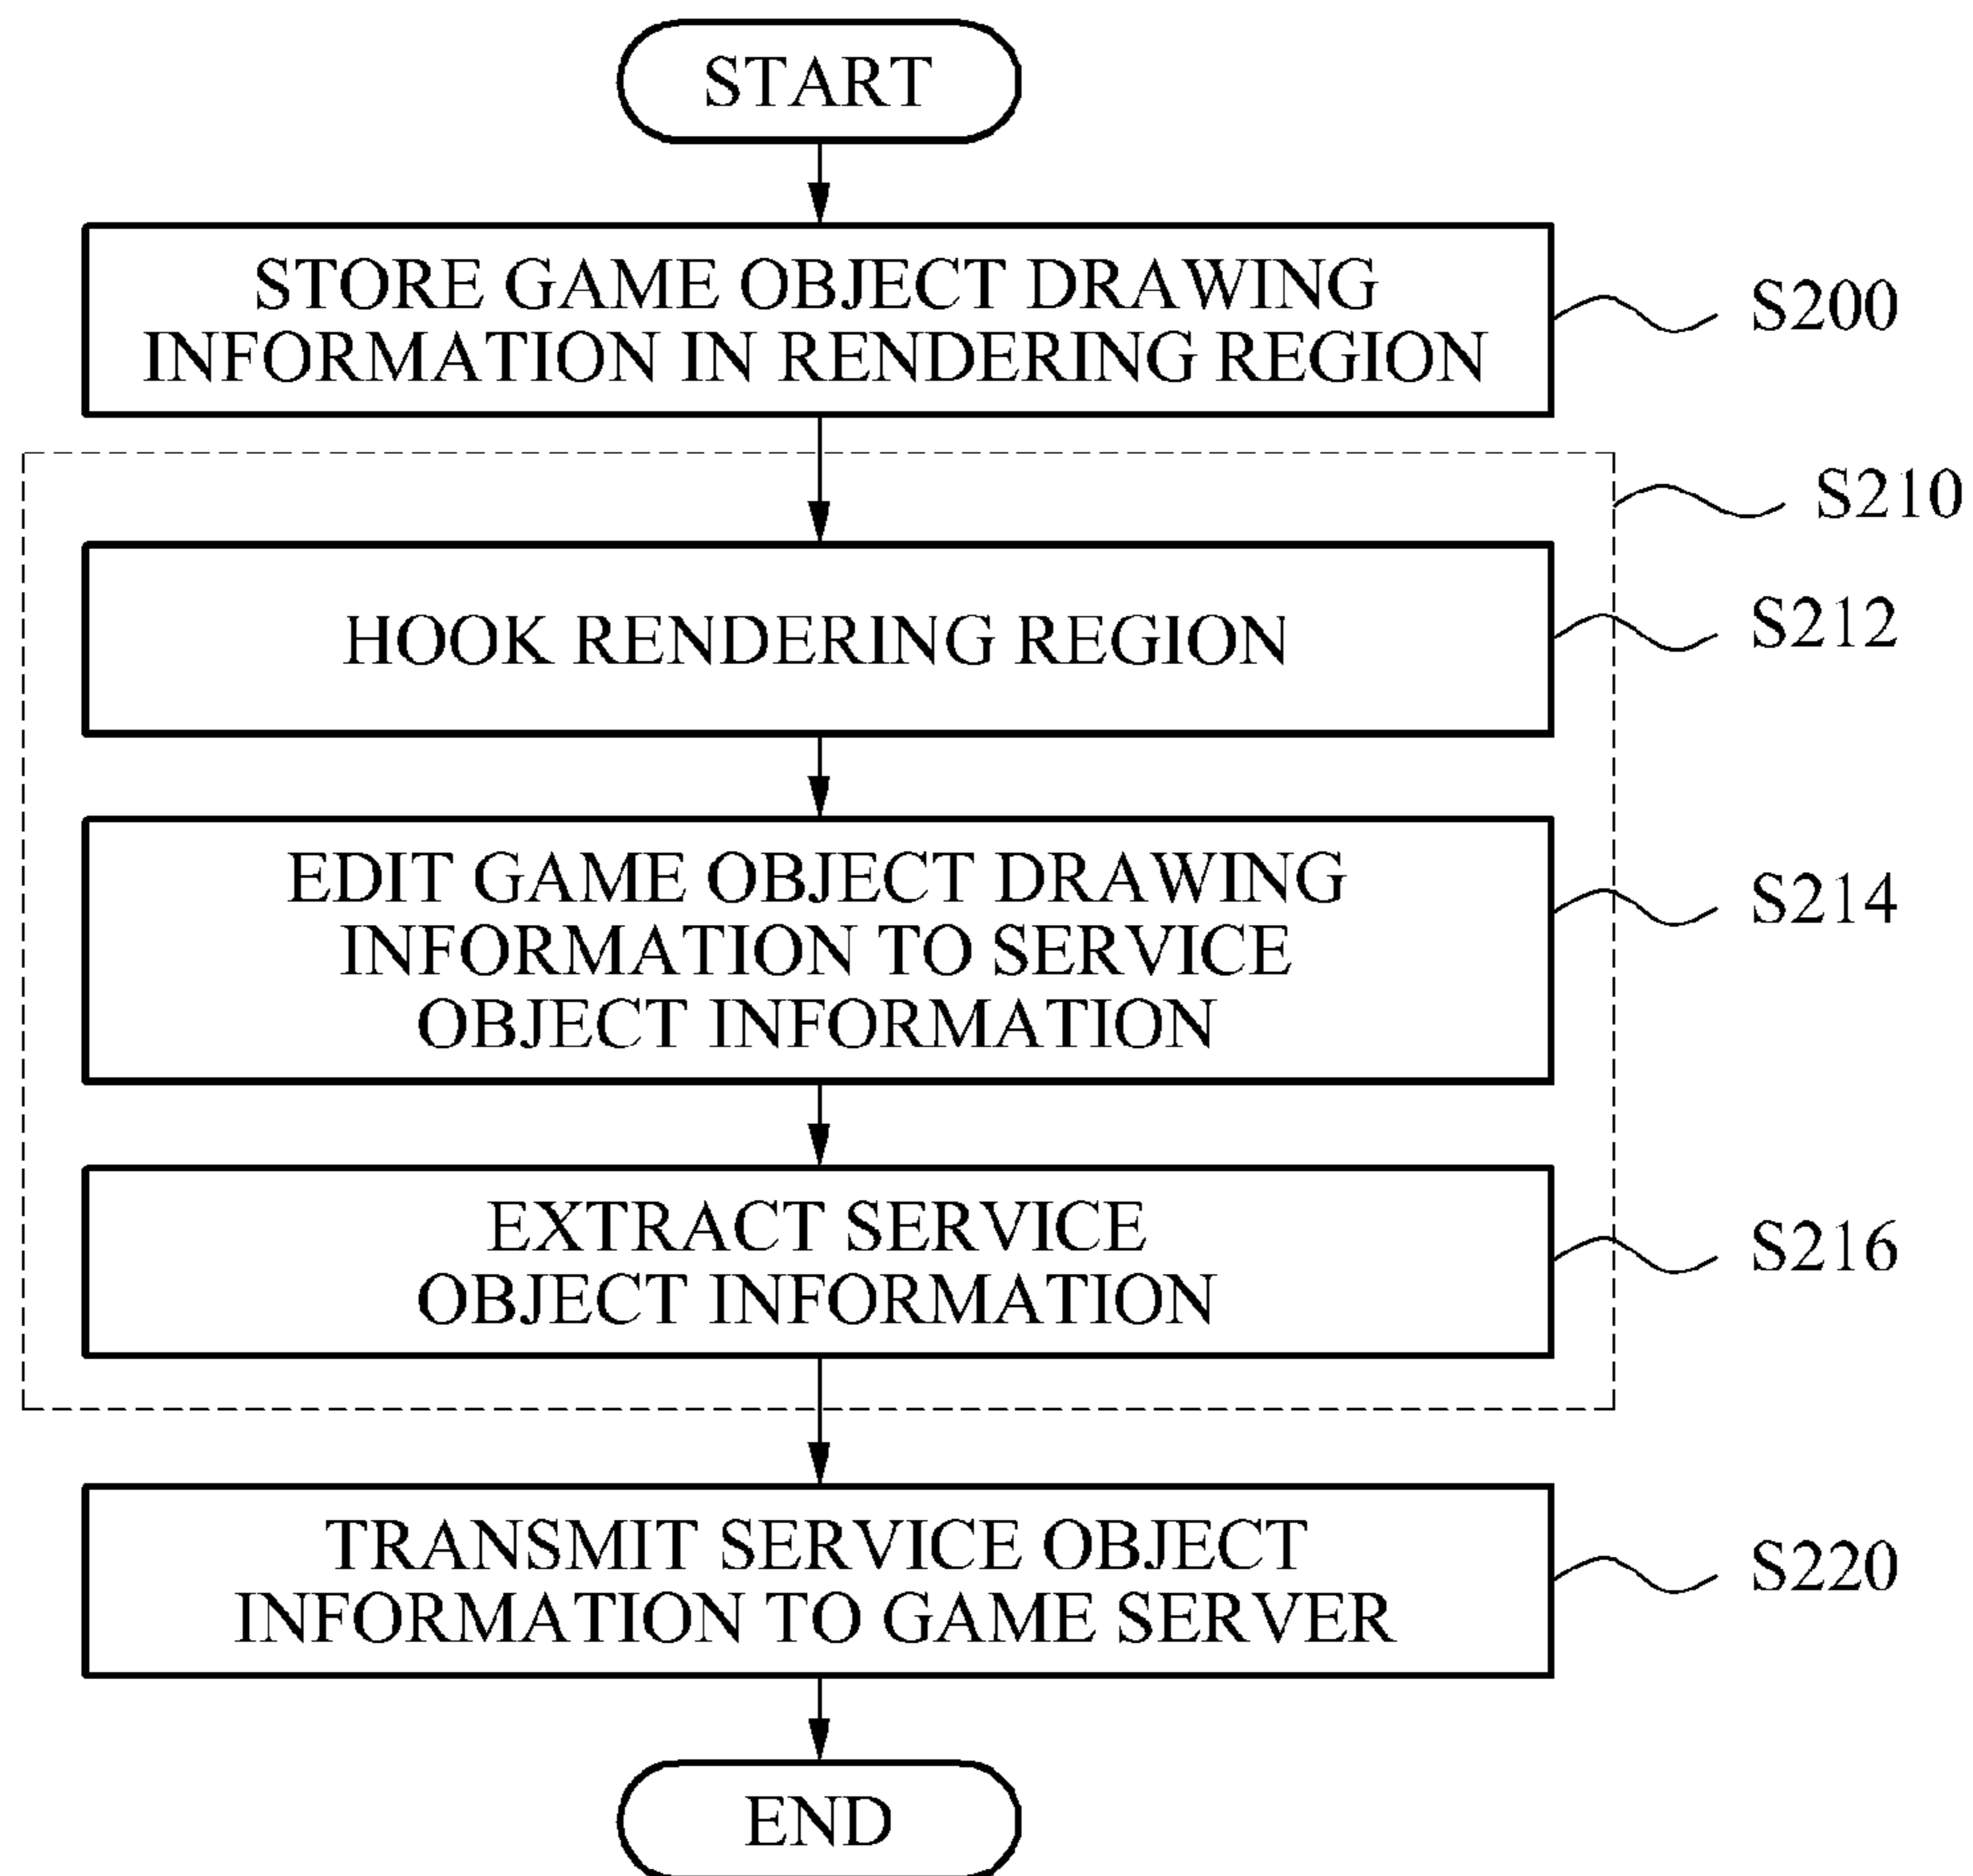 START
STORE GAME OBJECT DRAWING
INFORMATION IN RENDERING REGION
S200
S210
HOOK RENDERING REGION
S212
EDIT GAME OBJECT DRAWING
INFORMATION TO SERVICE
OBJECT INFORMATION
S214
EXTRACT SERVICE
OBJECT INFORMATION
S216
TRANSMIT SERVICE OBJECT
INFORMATION TO GAME SERVER
S220
END